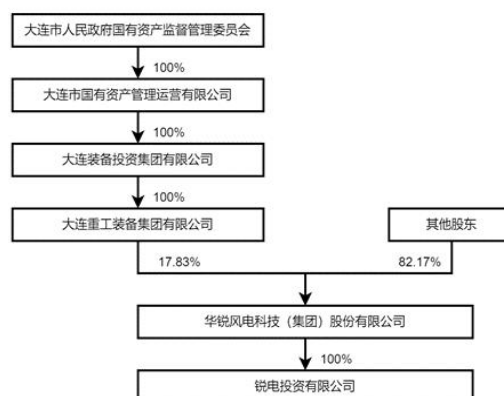 大连市人民政府国有资产监督管理委员会
100%
大连市国有资产管理运营有限公司
100%
大连装备投资集团有限公司
100%
大连重工装备集团有限公司
其他股东
17.83%
82.17%
华锐风电科技（集团）股份有限公司
100%
锐电投资有限公司